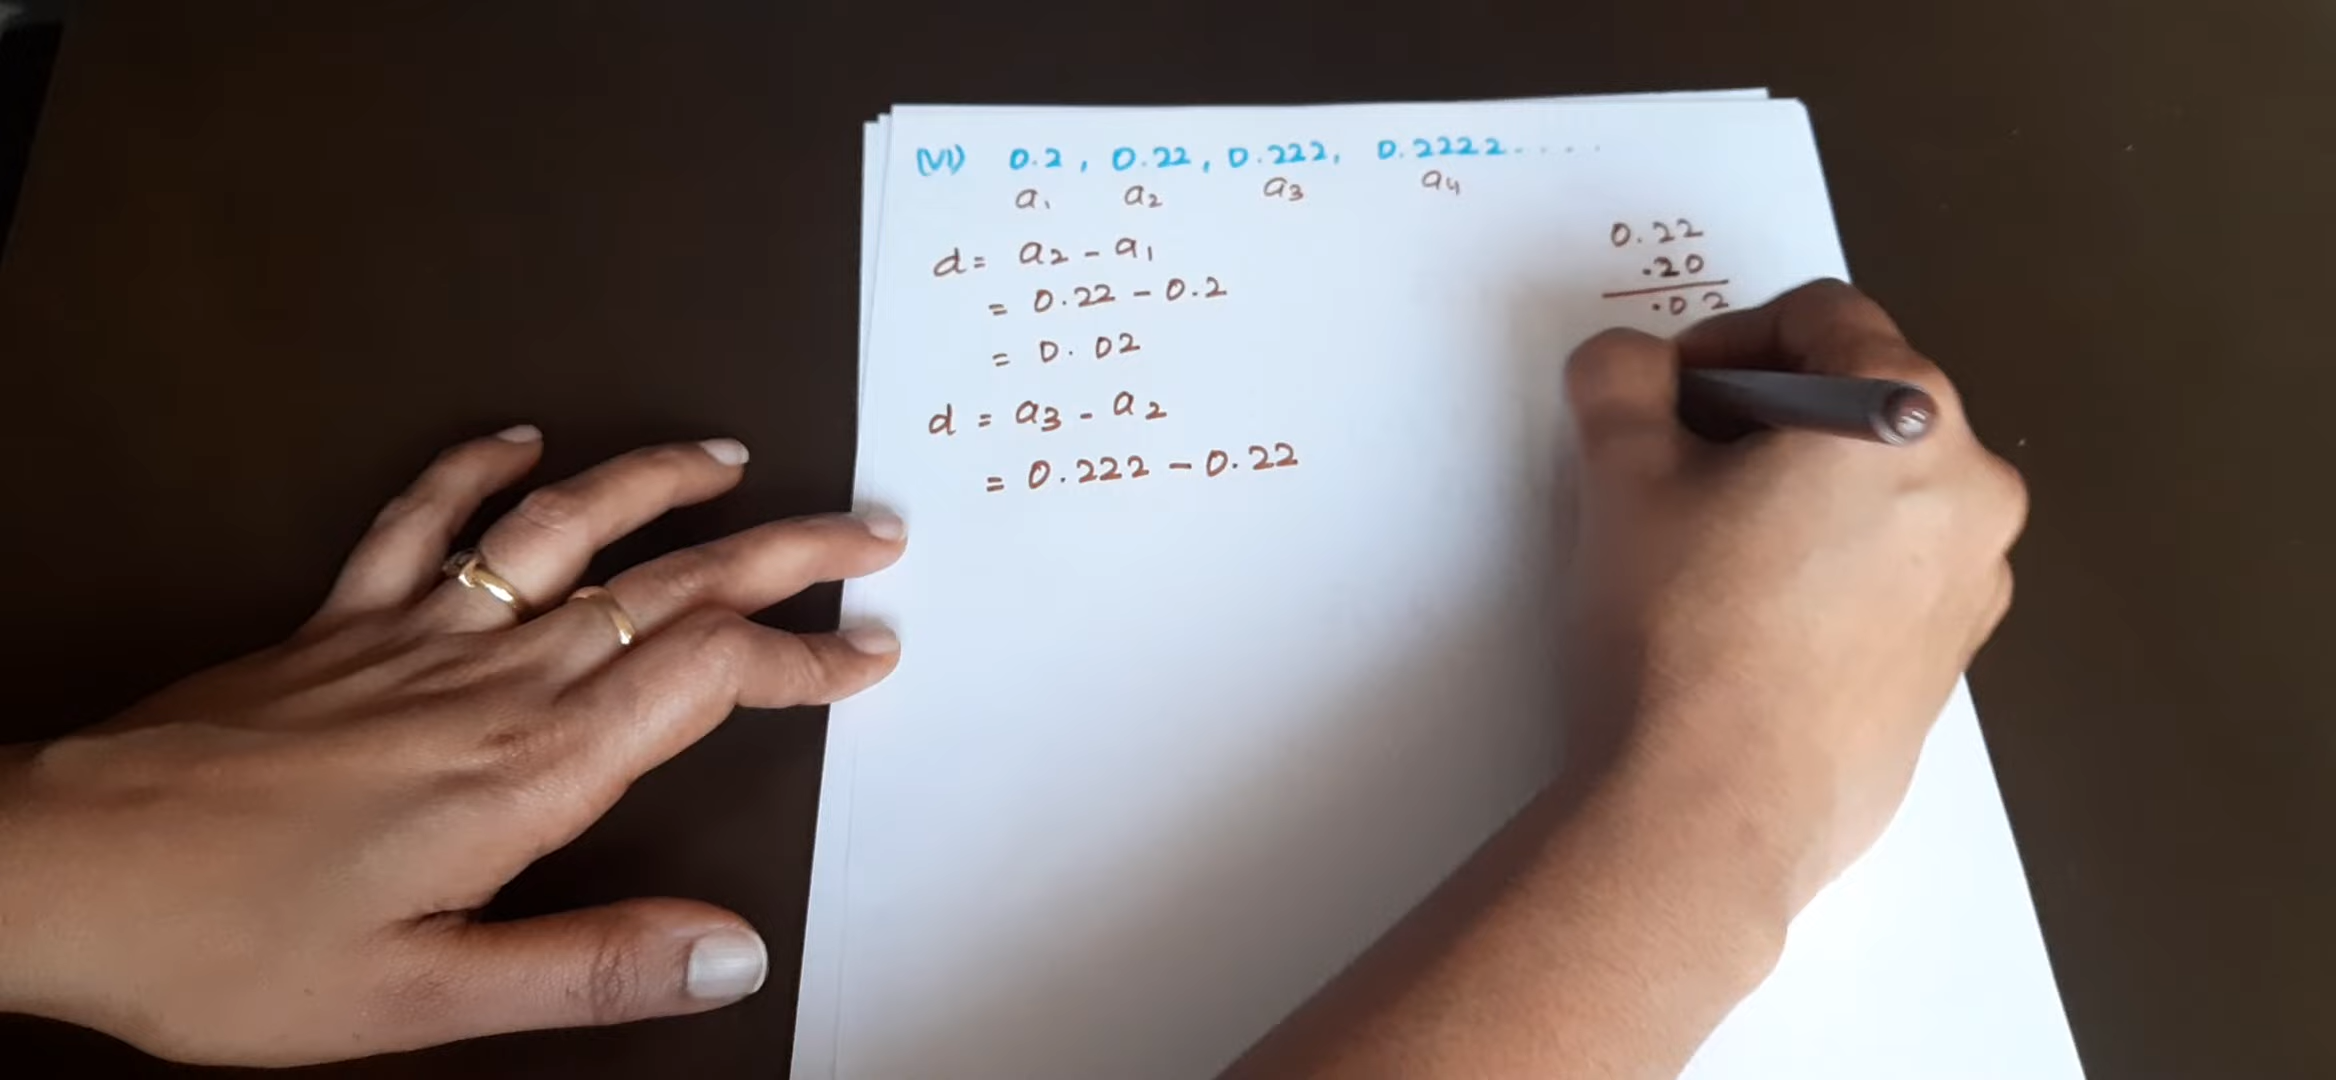 (VI) 0.2, 0.22, 0.222, 0.2222.....
a₁ a₂ a₃ a₄
d = a₂ - a₁
= 0.22 - 0.2
= 0.02
d = a₃ - a₂
= 0.222 - 0.22
0.22
.20
.02